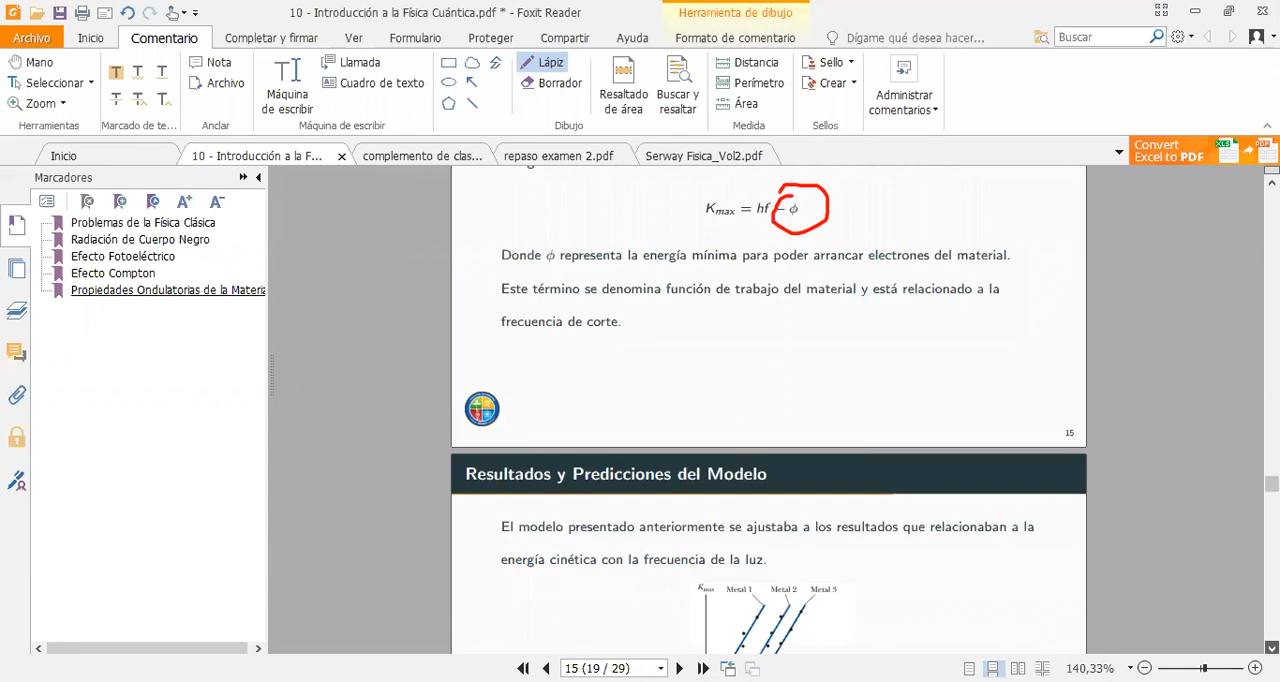 10 - Introducción a la Física Cuántica.pdf * - Foxit Reader
Herramienta de dibujo
Archivo
Inicio
Comentario
Completar y firmar
Ver
Formulario
Proteger
Compartir
Ayuda
Formato de comentario
Dígame qué desea hacer...
Buscar
Mano
Seleccionar
Zoom
Herramientas
Marcado de te...
Nota
Archivo
Andar
Máquina de escribir
Llamada
Cuadro de texto
Máquina de escribir
Lápiz
Borrador
Dibujo
Resaltado de área
Buscar y resaltar
Distancia
Perímetro
Área
Medida
Sello
Crear
Sellos
Administrar comentarios
Inicio
10 - Introducción a la F...
complemento de clas...
repaso examen 2.pdf
Serway Fisica_Vol2.pdf
Convert
Excel to PDF
Marcadores
Problemas de la Física Clásica
Radiación de Cuerpo Negro
Efecto Fotoeléctrico
Efecto Compton
Propiedades Ondulatorias de la Materia
Kmax = hf − ϕ
Donde ϕ representa la energía mínima para poder arrancar electrones del material.
Este término se denomina función de trabajo del material y está relacionado a la
frecuencia de corte.
15
Resultados y Predicciones del Modelo
El modelo presentado anteriormente se ajustaba a los resultados que relacionaban a la
energía cinética con la frecuencia de la luz.
Kmax
Metal 1
Metal 2
Metal 3
15 (19 / 29)
140,33%